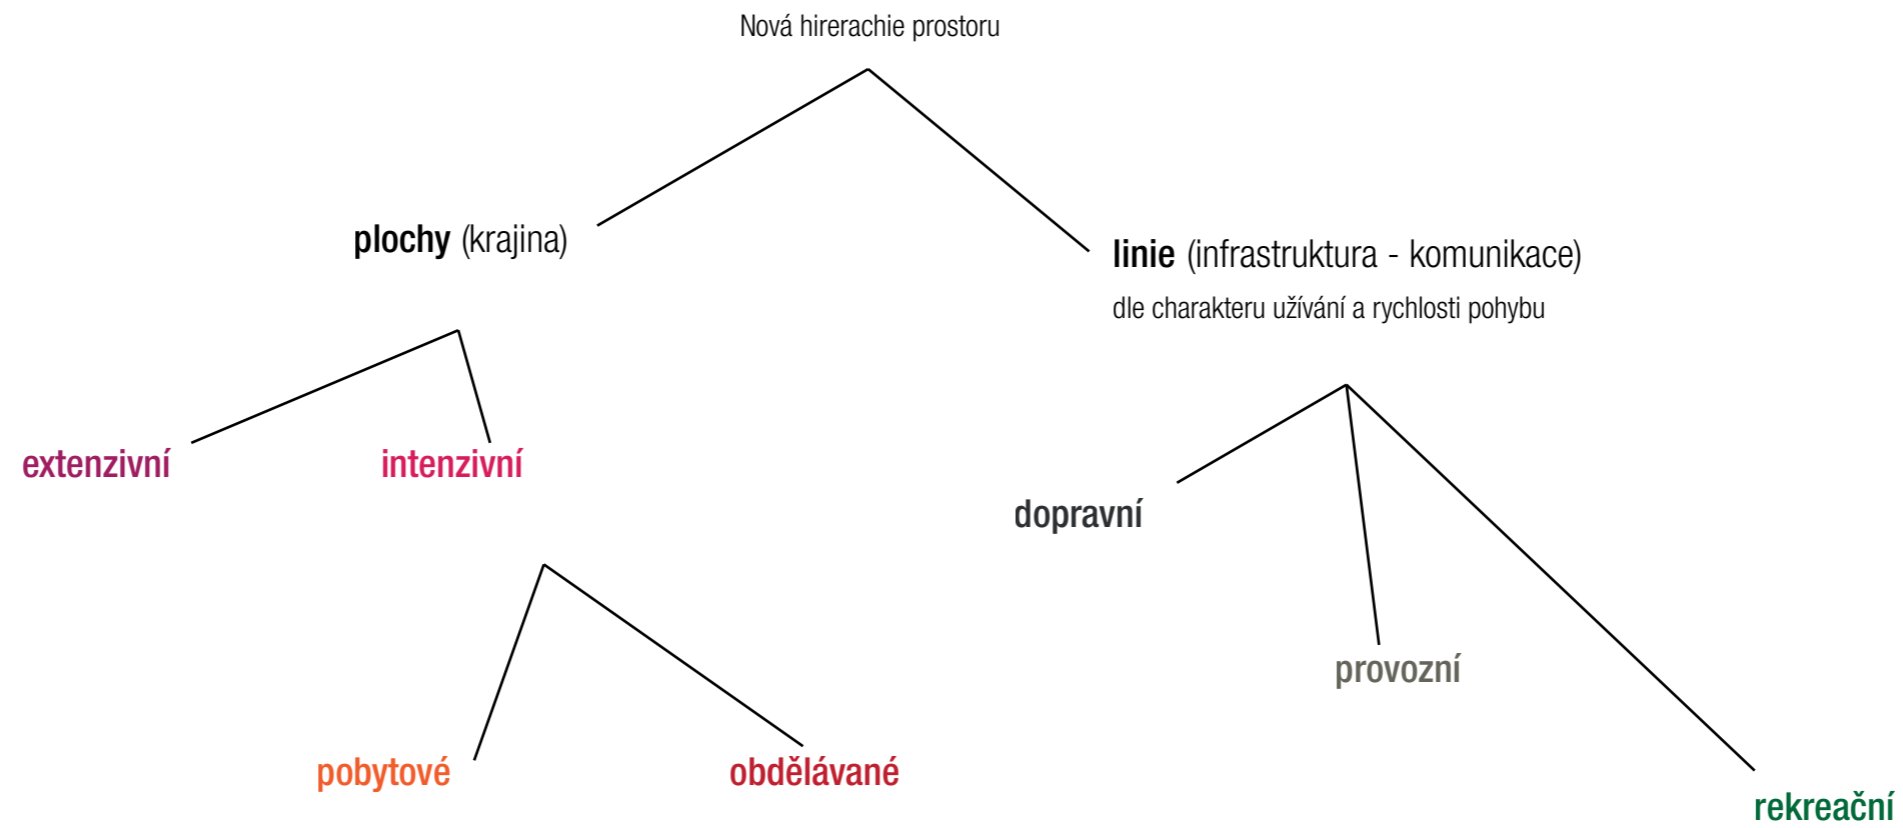 Nová hirerachie prostoru
plochy (krajina)
linie (infrastruktura - komunikace)
dle charakteru užívání a rychlosti pohybu
extenzivní
intenzivní
dopravní
provozní
pobytové
obdělávané
rekreační